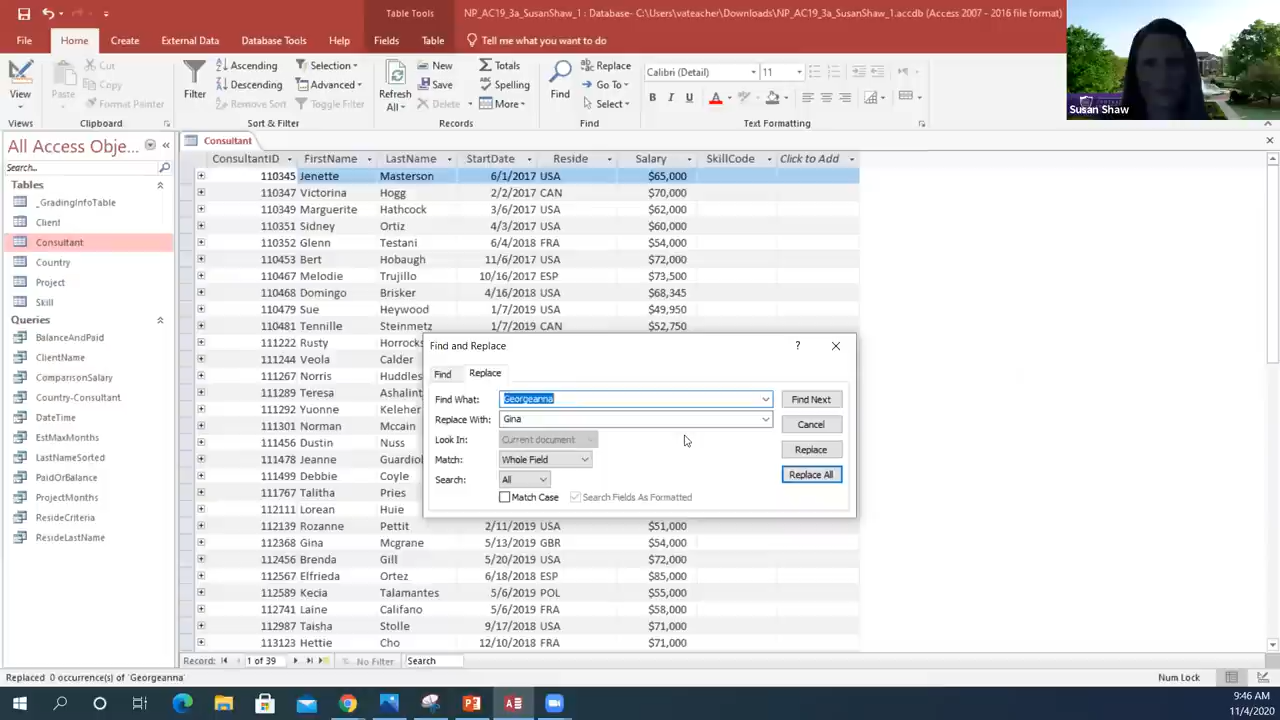 Table Tools
NP_AC19_3a_SusanShaw_1 : Database- C:\Users\vateacher\Downloads\NP_AC19_3a_SusanShaw_1.accdb (Access 2007 - 2016 file format)
File Home Create External Data Database Tools Help Fields Table Tell me what you want to do
View
Views
Paste
Cut
Copy
Format Painter
Clipboard
Filter
Ascending
Descending
Remove Sort
Selection
Advanced
Toggle Filter
Sort & Filter
Refresh All
New
Save
Delete
Totals
Spelling
More
Records
Find
Replace
Go To
Select
Find
Calibri (Detail) 11
B I U A
Text Formatting
Susan Shaw
All Access Obje...
Search...
Tables
_GradingInfoTable
Client
Consultant
Country
Project
Skill
Queries
BalanceAndPaid
ClientName
ComparisonSalary
Country-Consultant
DateTime
EstMaxMonths
LastNameSorted
PaidOrBalance
ProjectMonths
ResideCriteria
ResideLastName
Consultant
ConsultantID FirstName LastName StartDate Reside Salary SkillCode Click to Add
110345 Jenette Masterson 6/1/2017 USA $65,000
110347 Victorina Hogg 2/2/2017 CAN $70,000
110349 Marguerite Hathcock 3/6/2017 USA $62,000
110351 Sidney Ortiz 4/3/2017 USA $60,000
110352 Glenn Testani 6/4/2018 FRA $54,000
110453 Bert Hobaugh 11/6/2017 USA $72,000
110467 Melodie Trujillo 10/16/2017 ESP $73,500
110468 Domingo Brisker 4/16/2018 USA $68,345
110479 Sue Heywood 1/7/2019 USA $49,950
110481 Tennille Steinmetz 1/7/2019 CAN $52,750
111222 Rusty Horrocks
111244 Veola Calder
111267 Norris Huddles
111289 Teresa Ashalint
111292 Yvonne Keleher
111301 Norman Mccain
111456 Dustin Nuss
111478 Jeanne Guardiol
111499 Debbie Coyle
111767 Talitha Pries
112111 Lorean Huie
112139 Rozanne Pettit 2/11/2019 USA $51,000
112368 Gina Mcgrane 5/13/2019 GBR $54,000
112456 Brenda Gill 5/20/2019 USA $72,000
112567 Elfrieda Ortez 6/18/2018 ESP $85,000
112589 Kecia Talamantes 5/6/2019 POL $55,000
112741 Laine Califano 5/6/2019 FRA $58,000
112987 Taisha Stolle 9/17/2018 USA $71,000
113123 Hettie Cho 12/10/2018 FRA $71,000
Find and Replace
?
Find Replace
Find What: Georgeanna Find Next
Replace With: Gina Cancel
Look In: Current document
Match: Whole Field Replace
Search: All Replace All
Match Case Search Fields As Formatted
Record: 1 of 39 No Filter Search
Replaced 0 occurrence(s) of 'Georgeanna'
Num Lock
9:46 AM
11/4/2020